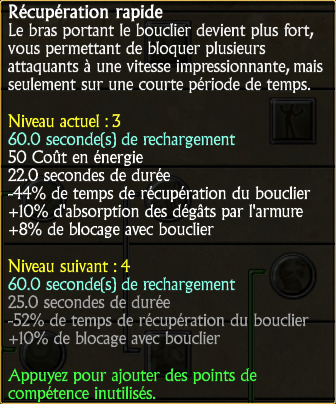 Récupération rapide
Le bras portant le bouclier devient plus fort,
vous permettant de bloquer plusieurs
attaquants à une vitesse impressionnante, mais
seulement sur une courte période de temps.
Niveau actuel : 3
60.0 seconde(s) de rechargement
50 Coût en énergie
22.0 secondes de durée
-44% de temps de récupération du bouclier
+10% d'absorption des dégâts par l'armure
+8% de blocage avec bouclier
Niveau suivant : 4
60.0 seconde(s) de rechargement
25.0 secondes de durée
-52% de temps de récupération du bouclier
+10% de blocage avec bouclier
Appuyez pour ajouter des points de
compétence inutilisés.